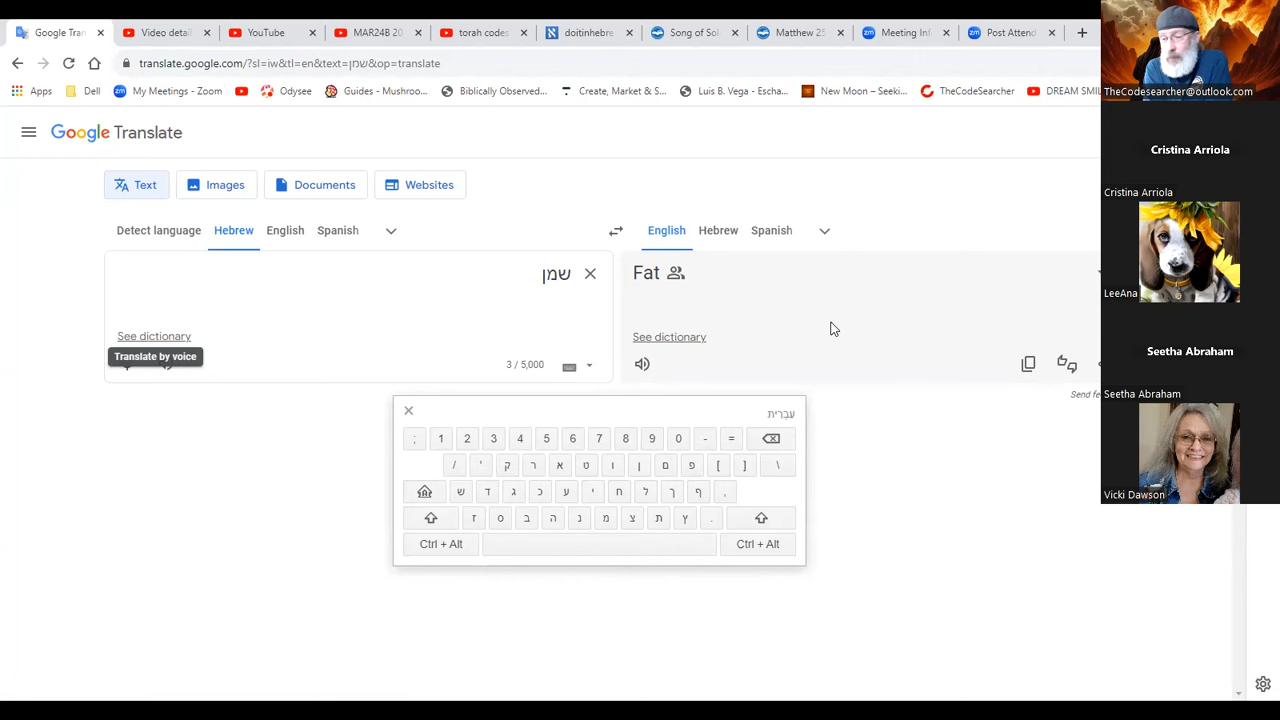 Google Tran
Video detail
YouTube
MAR24B 20
torah codes
doitinhebre
Song of Sol
Matthew 25
Meeting Inf
Post Attend
translate.google.com/?sl=iw&tl=en&text=שמן&op=translate
Apps
Dell
My Meetings - Zoom
Odysee
Guides - Mushroo...
Biblically Observed...
Create, Market & S...
Luis B. Vega - Escha...
New Moon – Seeki...
TheCodeSearcher
DREAM SMIL
Google Translate
Text
Images
Documents
Websites
Detect language
Hebrew
English
Spanish
English
Hebrew
Spanish
שמן
Fat
See dictionary
See dictionary
Translate by voice
3 / 5,000
Send fe
עִבְרִית
; 1 2 3 4 5 6 7 8 9 0 - =
/ ' ק ר א ט ו ן ם פ [ ] \
ש ד ג כ ע י ח ל ך ף ,
ז ס ב ה נ מ צ ת ץ .
Ctrl + Alt
Ctrl + Alt
TheCodesearcher@outlook.com
Cristina Arriola
Cristina Arriola
LeeAna
Seetha Abraham
Seetha Abraham
Vicki Dawson